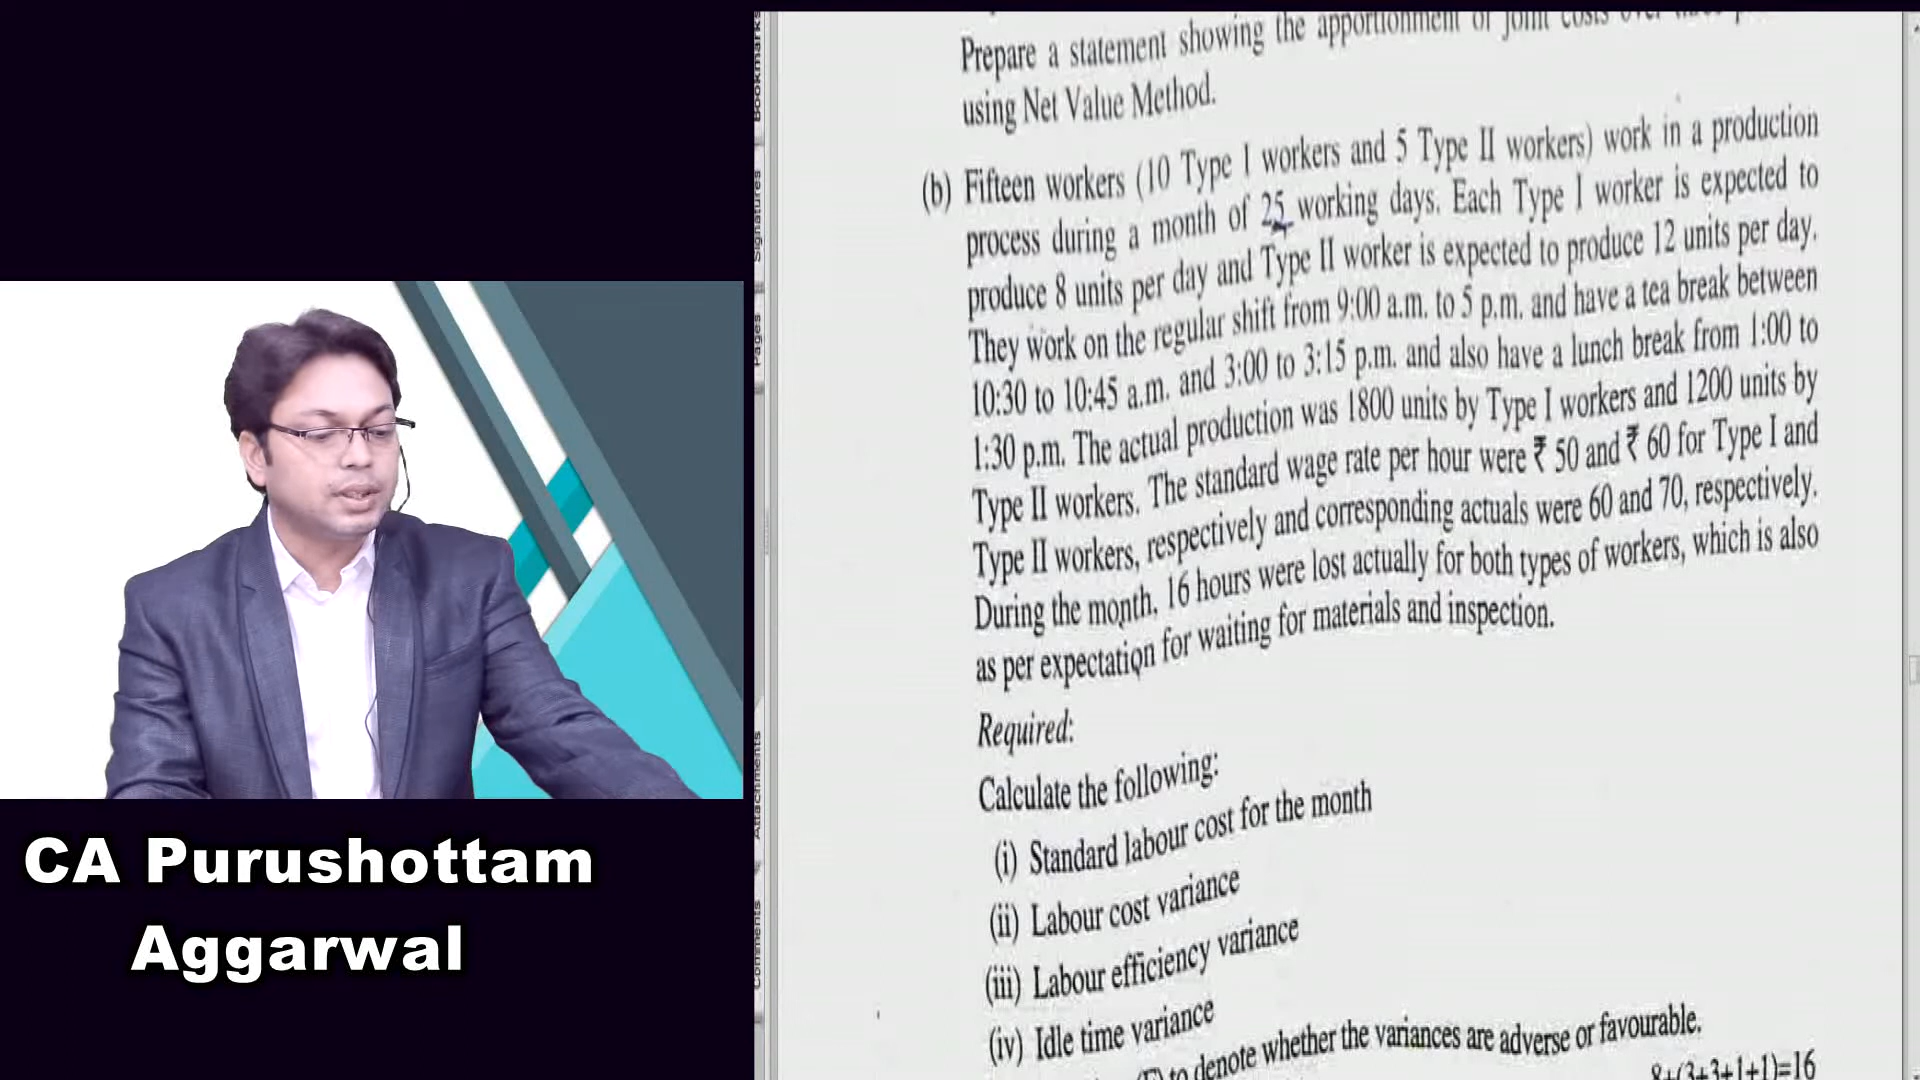 Prepare a statement showing the apportionment of joint costs over
using Net Value Method.
(b) Fifteen workers (10 Type I workers and 5 Type II workers) work in a production
process during a month of 25 working days. Each Type I worker is expected to
produce 8 units per day and Type II worker is expected to produce 12 units per day.
They work on the regular shift from 9:00 a.m. to 5 p.m. and have a tea break between
10:30 to 10:45 a.m. and 3:00 to 3:15 p.m. and also have a lunch break from 1:00 to
1:30 p.m. The actual production was 1800 units by Type I workers and 1200 units by
Type II workers. The standard wage rate per hour were ₹ 50 and ₹ 60 for Type I and
Type II workers, respectively and corresponding actuals were 60 and 70, respectively.
During the month, 16 hours were lost actually for both types of workers, which is also
as per expectation for waiting for materials and inspection.
Required:
Calculate the following:
(i) Standard labour cost for the month
(ii) Labour cost variance
(iii) Labour efficiency variance
(iv) Idle time variance
to denote whether the variances are adverse or favourable.
8+(3+3+1+1)=16
CA Purushottam
Aggarwal
Bookmarks
Signatures
Pages
Attachments
Comments